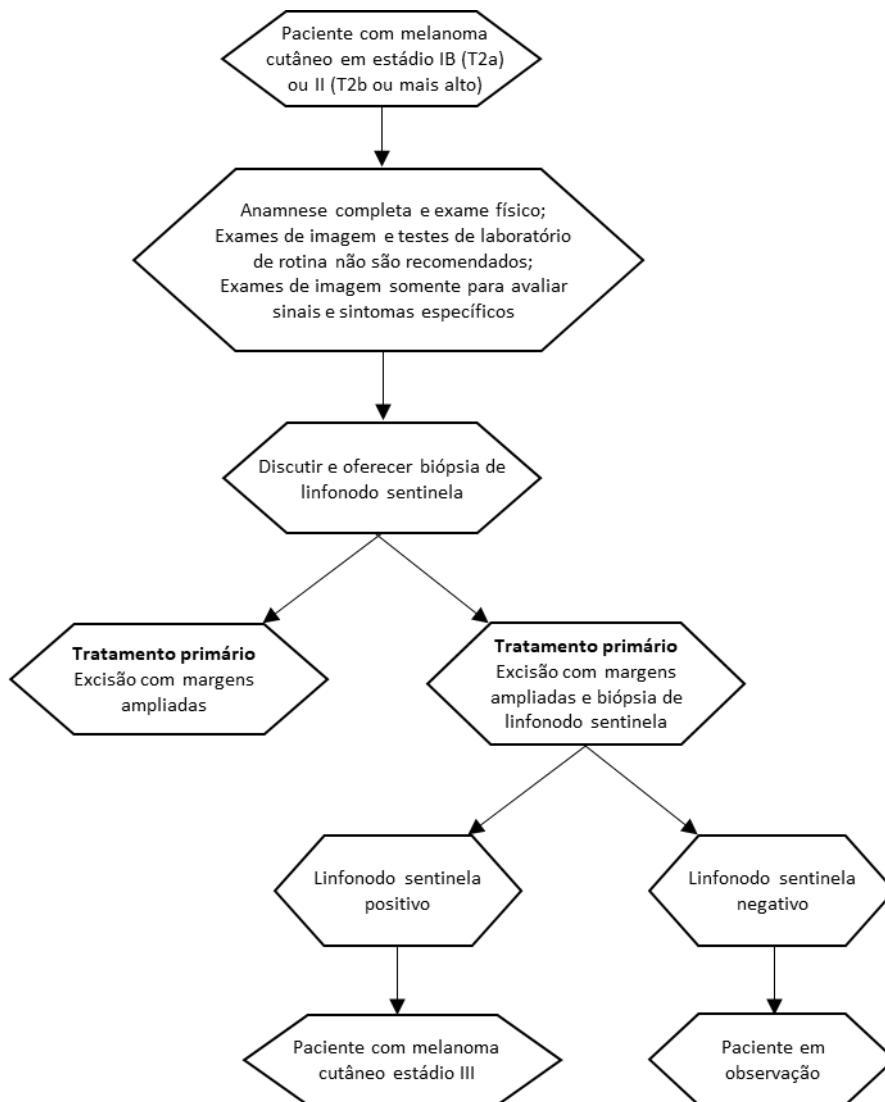 Paciente com melanoma
cutâneo em estádio IB (T2a)
ou II (T2b ou mais alto)
Anamnese completa e exame físico;
Exames de imagem e testes de laboratório
de rotina não são recomendados;
Exames de imagem somente para avaliar
sinais e sintomas específicos
Discutir e oferecer biópsia de
linfonodo sentinela
Tratamento primário
Excisão com margens
ampliadas
Tratamento primário
Excisão com margens
ampliadas e biópsia de
linfonodo sentinela
Linfonodo sentinela
positivo
Linfonodo sentinela
negativo
Paciente com melanoma
cutâneo estádio III
Paciente em
observação